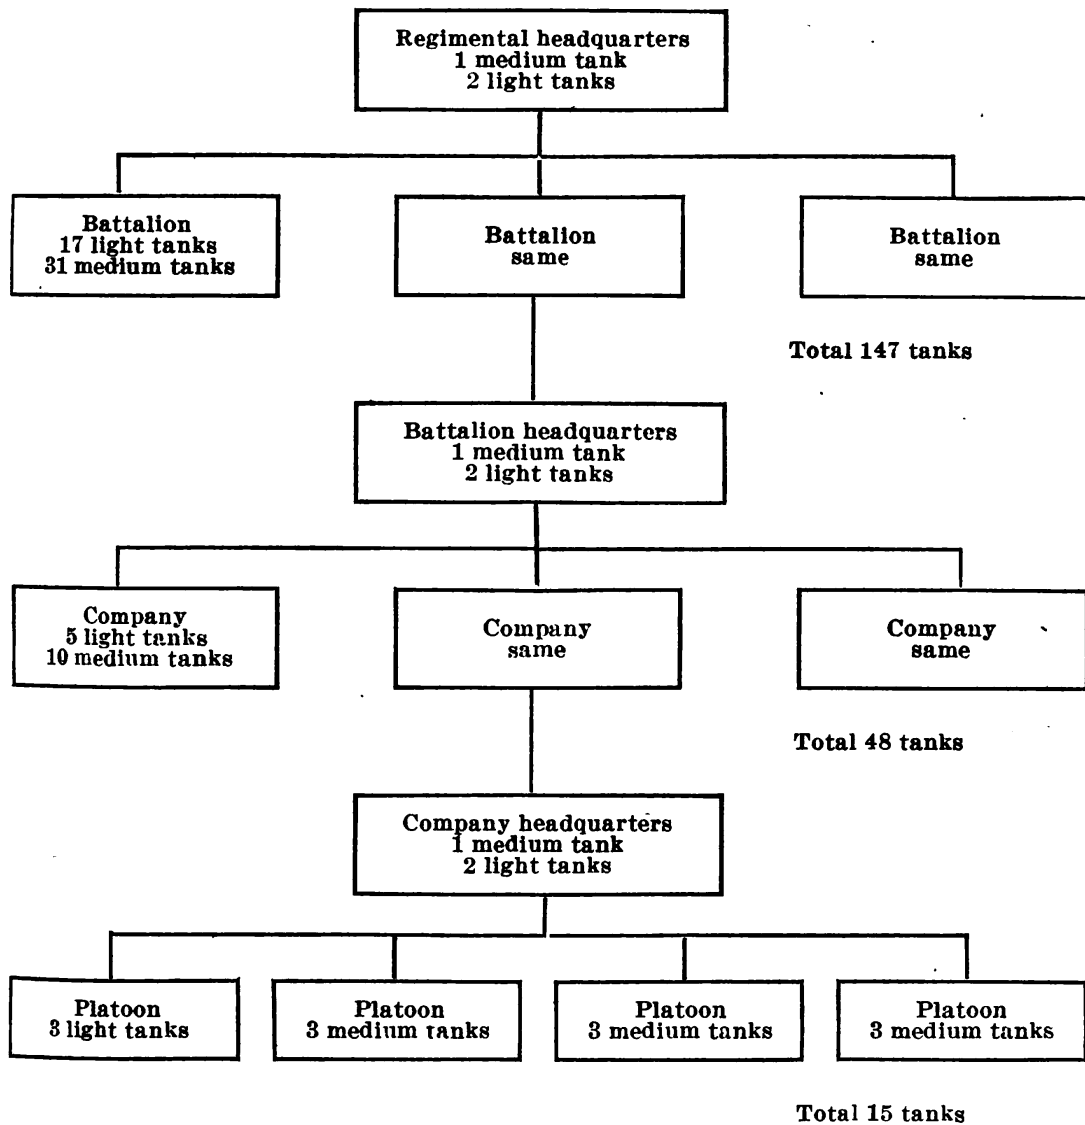 Regimental headquarters
1 medium tank
2 light tanks
Battalion
17 light tanks
31 medium tanks
Battalion
same
Battalion
same
Total 147 tanks
Battalion headquarters
1 medium tank
2 light tanks
Company
5 light tanks
10 medium tanks
Company
same
Company
same
Total 48 tanks
Company headquarters
1 medium tank
2 light tanks
Platoon
3 light tanks
Platoon
3 medium tanks
Platoon
3 medium tanks
Platoon
3 medium tanks
Total 15 tanks